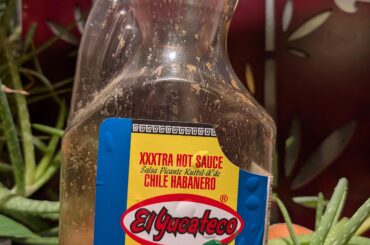 XXXTRA HOT SAUCE
Salsa Picante Kutbil-ik'de
CHILE HABANERO
El Yucateco®